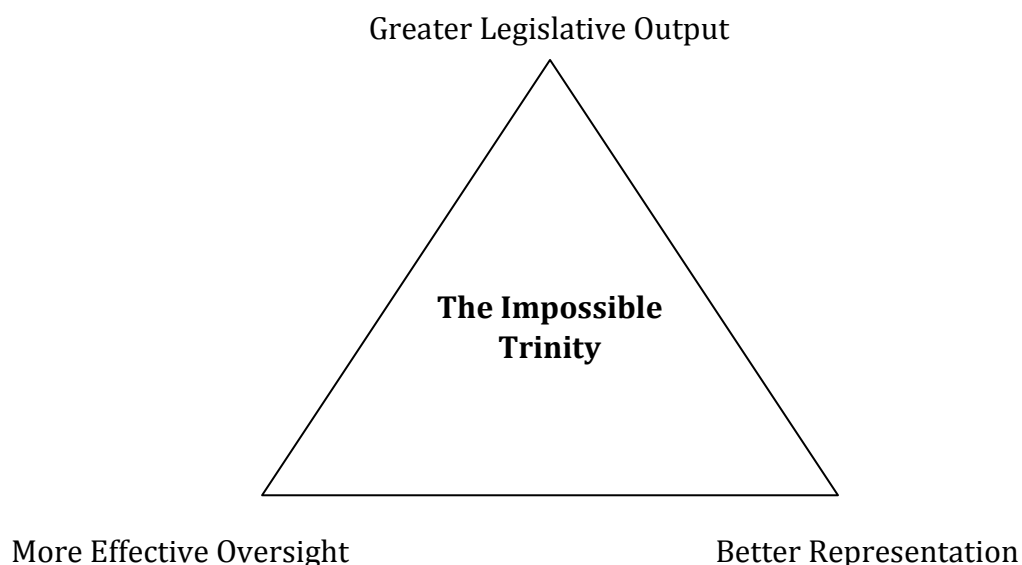 Greater Legislative Output
The Impossible
Trinity
More Effective Oversight
Better Representation